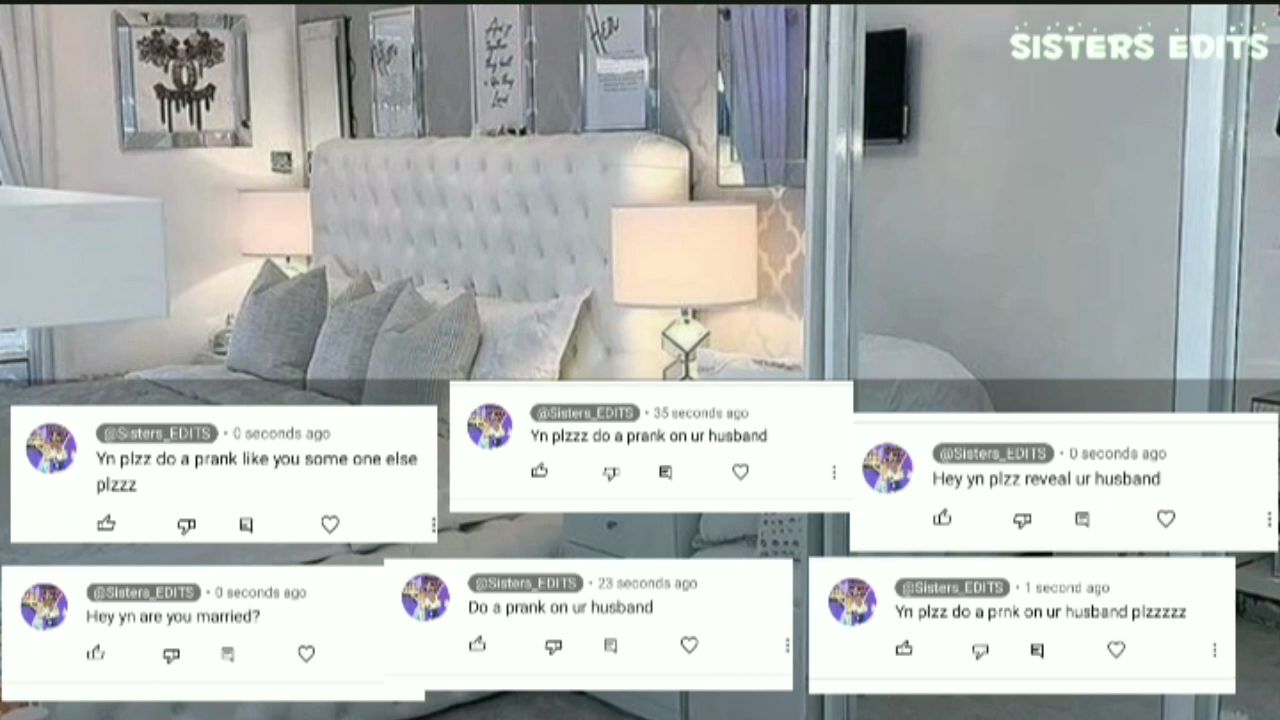 SISTERS EDITS
@Sisters_EDITS • 35 seconds ago
Yn plzzz do a prank on ur husband
@Sisters_EDITS • 0 seconds ago
Yn plzz do a prank like you some one else
plzzz
@Sisters_EDITS • 0 seconds ago
Hey yn plzz reveal ur husband
@Sisters_EDITS • 0 seconds ago
Hey yn are you married?
@Sisters_EDITS • 23 seconds ago
Do a prank on ur husband
@Sisters_EDITS • 1 second ago
Yn plzz do a prnk on ur husband plzzzzz